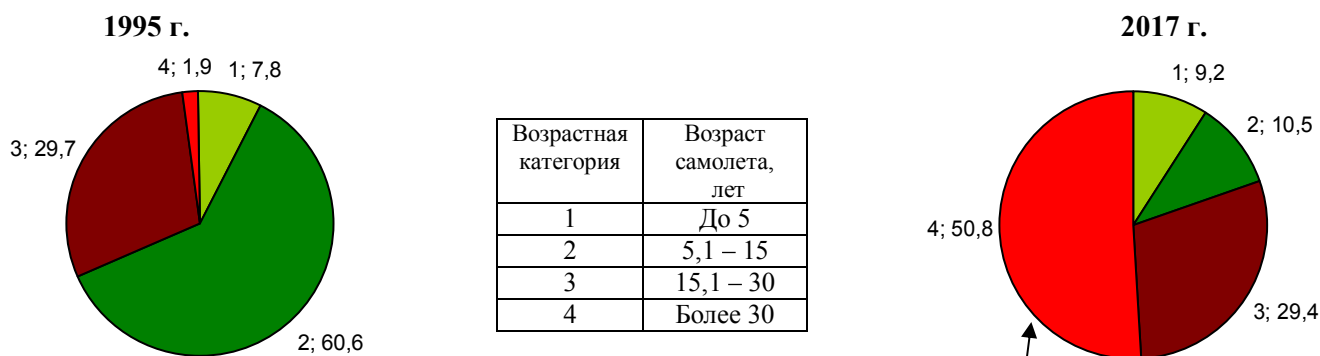 1995 г.
4; 1,9
1; 7,8
3; 29,7
2; 60,6
Возрастная категория
Возраст самолета, лет
1
До 5
2
5,1 – 15
3
15,1 – 30
4
Более 30
2017 г.
1; 9,2
2; 10,5
4; 50,8
3; 29,4